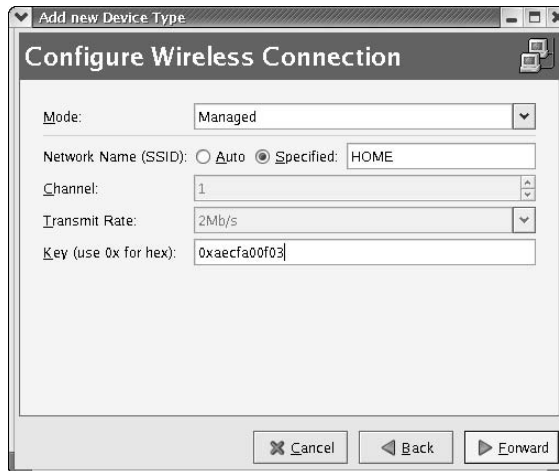 Add new Device Type
Configure Wireless Connection
Mode: Managed
Network Name (SSID): Auto Specified: HOME
Channel: 1
Transmit Rate: 2Mb/s
Key (use 0x for hex): 0xaecfa00f03
Cancel Back Forward